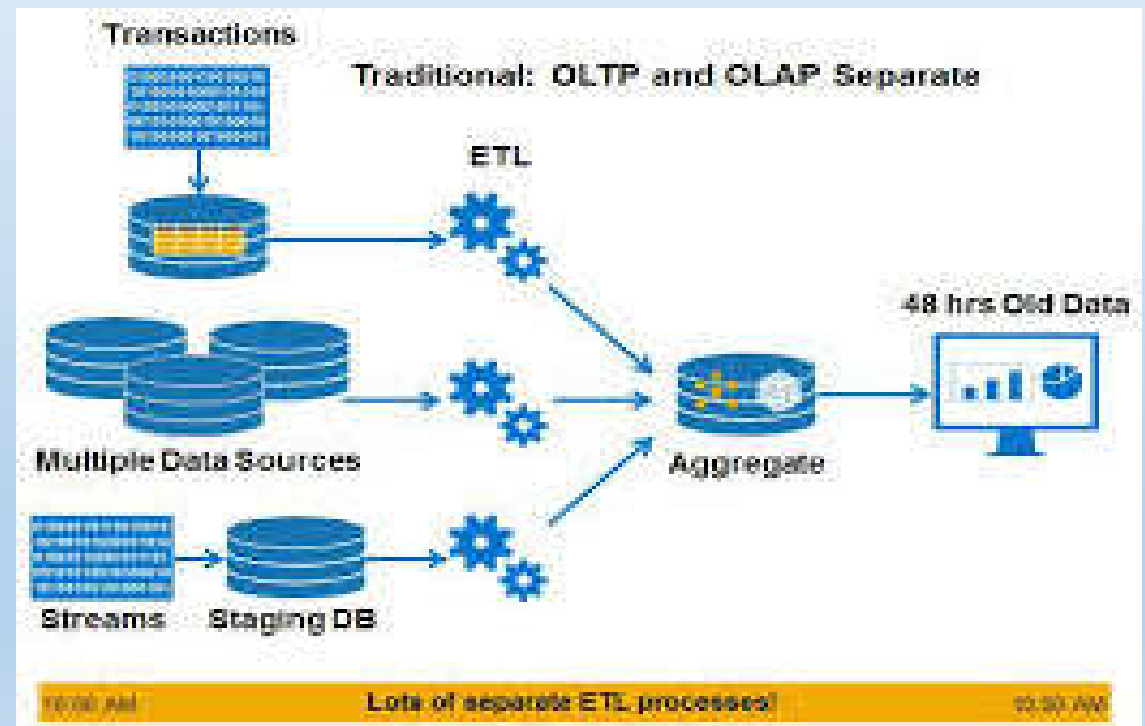 Transactions
Traditional: OLTP and OLAP Separate
ETL
48 hrs Old Data
Multiple Data Sources
Aggregate
Streams
Staging DB
Lots of separate ETL processes!